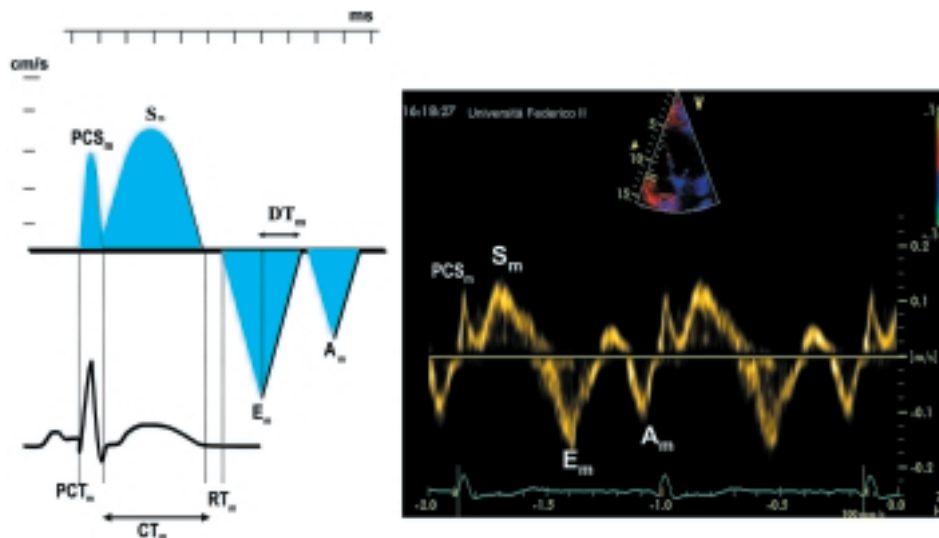 ms
cm/s
Sₘ
PCSₘ
DTₘ
Aₘ
Eₘ
PCTₘ
RTₘ
CTₘ
16:18:27 Università Federico II
V
10
15
0.2
PCSₘ
Sₘ
0.1
[m/s]
-0.1
Eₘ
Aₘ
-0.2
-2.0 -1.5 -1.0 -0.5 0.0